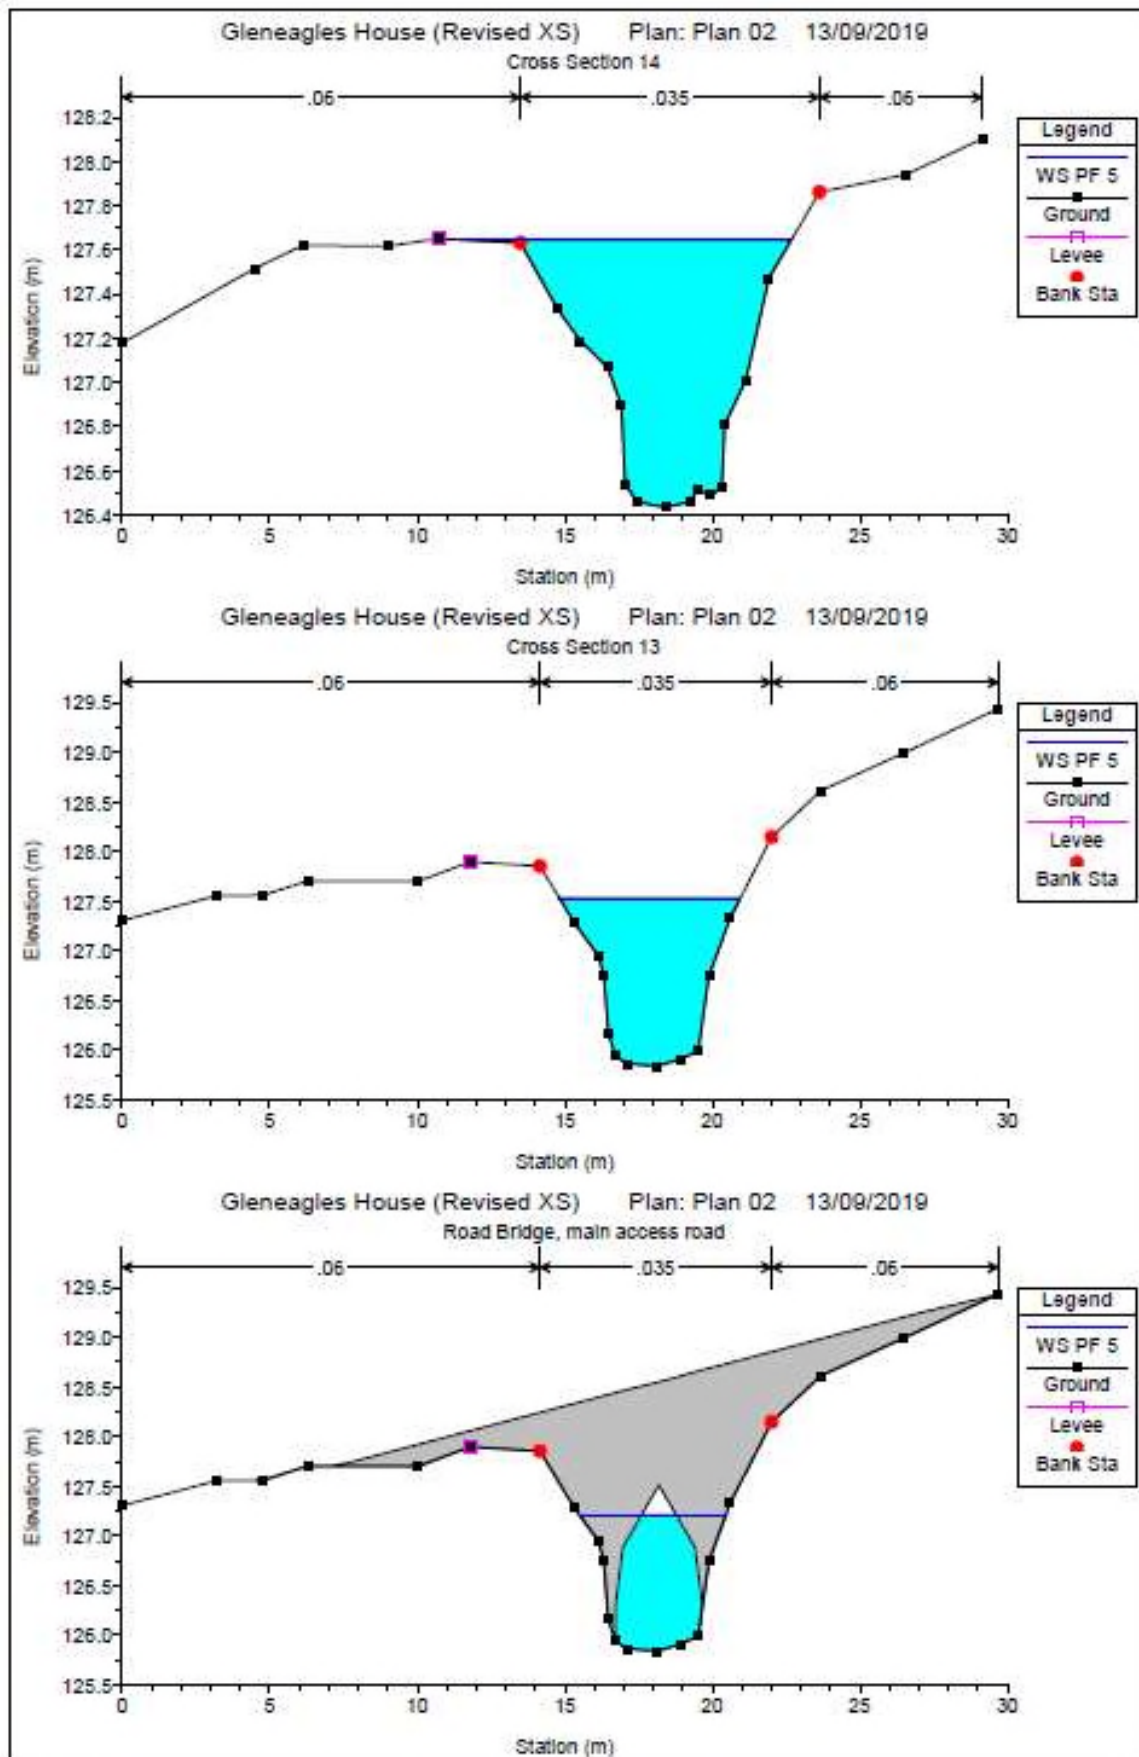 Gleneagles House (Revised XS) Plan: Plan 02 13/09/2019
Cross Section 14
.06 .035 .06
Elevation (m)
128.2
128.0
127.8
127.6
127.4
127.2
127.0
126.8
126.6
126.4
0 5 10 15 20 25 30
Station (m)
Legend
WS PF 5
Ground
Levee
Bank Sta
Gleneagles House (Revised XS) Plan: Plan 02 13/09/2019
Cross Section 13
.06 .035 .06
Elevation (m)
129.5
129.0
128.5
128.0
127.5
127.0
126.5
126.0
125.5
0 5 10 15 20 25 30
Station (m)
Legend
WS PF 5
Ground
Levee
Bank Sta
Gleneagles House (Revised XS) Plan: Plan 02 13/09/2019
Road Bridge, main access road
.06 .035 .06
Elevation (m)
129.5
129.0
128.5
128.0
127.5
127.0
126.5
126.0
125.5
0 5 10 15 20 25 30
Station (m)
Legend
WS PF 5
Ground
Levee
Bank Sta